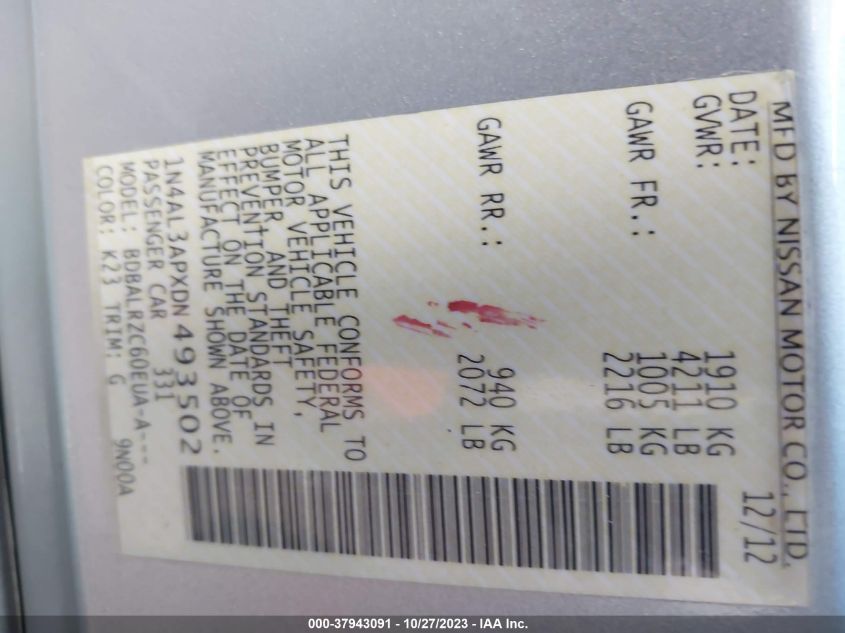 MFD BY NISSAN MOTOR CO., LTD.
DATE: 12/12
GVWR: 1910 KG
4211 LB
GAWR FR.: 1005 KG
2216 LB
GAWR RR.: 940 KG
2072 LB
THIS VEHICLE CONFORMS TO
ALL APPLICABLE FEDERAL
MOTOR VEHICLE SAFETY,
BUMPER, AND THEFT
PREVENTION STANDARDS IN
EFFECT ON THE DATE OF
MANUFACTURE SHOWN ABOVE.
1N4AL3APXDN493502
PASSENGER CAR 331
MODEL: BDBALRZC60EUA-A---
COLOR: K23 TRIM: G 9N00A
000-37943091 - 10/27/2023 - IAA Inc.